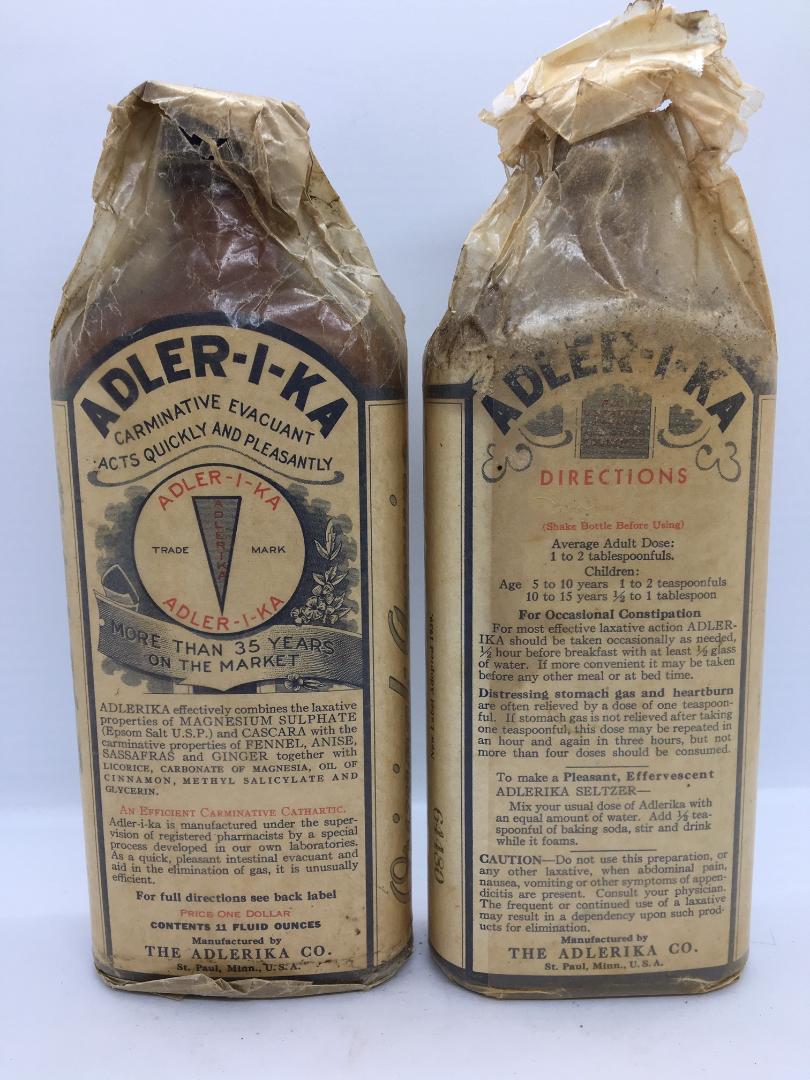 ADLER-I-KA
CARMINATIVE EVACUANT
ACTS QUICKLY AND PLEASANTLY
ADLER-I-KA
ADLERIKA
TRADE MARK
ADLER-I-KA
MORE THAN 35 YEARS
ON THE MARKET
ADLERIKA effectively combines the laxative
properties of MAGNESIUM SULPHATE
(Epsom Salt U.S.P.) and CASCARA with the
carminative properties of FENNEL, ANISE,
SASSAFRAS and GINGER together with
LICORICE, CARBONATE OF MAGNESIA, OIL OF
CINNAMON, METHYL SALICYLATE AND
GLYCERIN.
AN EFFICIENT CARMINATIVE CATHARTIC.
Adler-i-ka is manufactured under the super-
vision of registered pharmacists by a special
process developed in our own laboratories.
As a quick, pleasant intestinal evacuant and
aid in the elimination of gas, it is unusually
efficient.
For full directions see back label
PRICE ONE DOLLAR
CONTENTS 11 FLUID OUNCES
Manufactured by
THE ADLERIKA CO.
St. Paul, Minn., U.S.A.
ADLER-I-KA
DIRECTIONS
(Shake Bottle Before Using)
Average Adult Dose:
1 to 2 tablespoonfuls.
Children:
Age 5 to 10 years 1 to 2 teaspoonfuls
10 to 15 years ½ to 1 tablespoon
For Occasional Constipation
For most effective laxative action ADLER-
IKA should be taken occasionally as needed,
½ hour before breakfast with at least ½ glass
of water. If more convenient it may be taken
before any other meal or at bed time.
Distressing stomach gas and heartburn
are often relieved by a dose of one teaspoon-
ful. If stomach gas is not relieved after taking
one teaspoonful, this dose may be repeated in
an hour and again in three hours, but not
more than four doses should be consumed.
To make a Pleasant, Effervescent
ADLERIKA SELTZER—
Mix your usual dose of Adlerika with
an equal amount of water. Add ⅓ tea-
spoonful of baking soda, stir and drink
while it foams.
CAUTION—Do not use this preparation, or
any other laxative, when abdominal pain,
nausea, vomiting or other symptoms of appen-
dicitis are present. Consult your physician.
The frequent or continued use of a laxative
may result in a dependency upon such prod-
ucts for elimination.
Manufactured by
THE ADLERIKA CO.
St. Paul, Minn., U.S.A.
64180